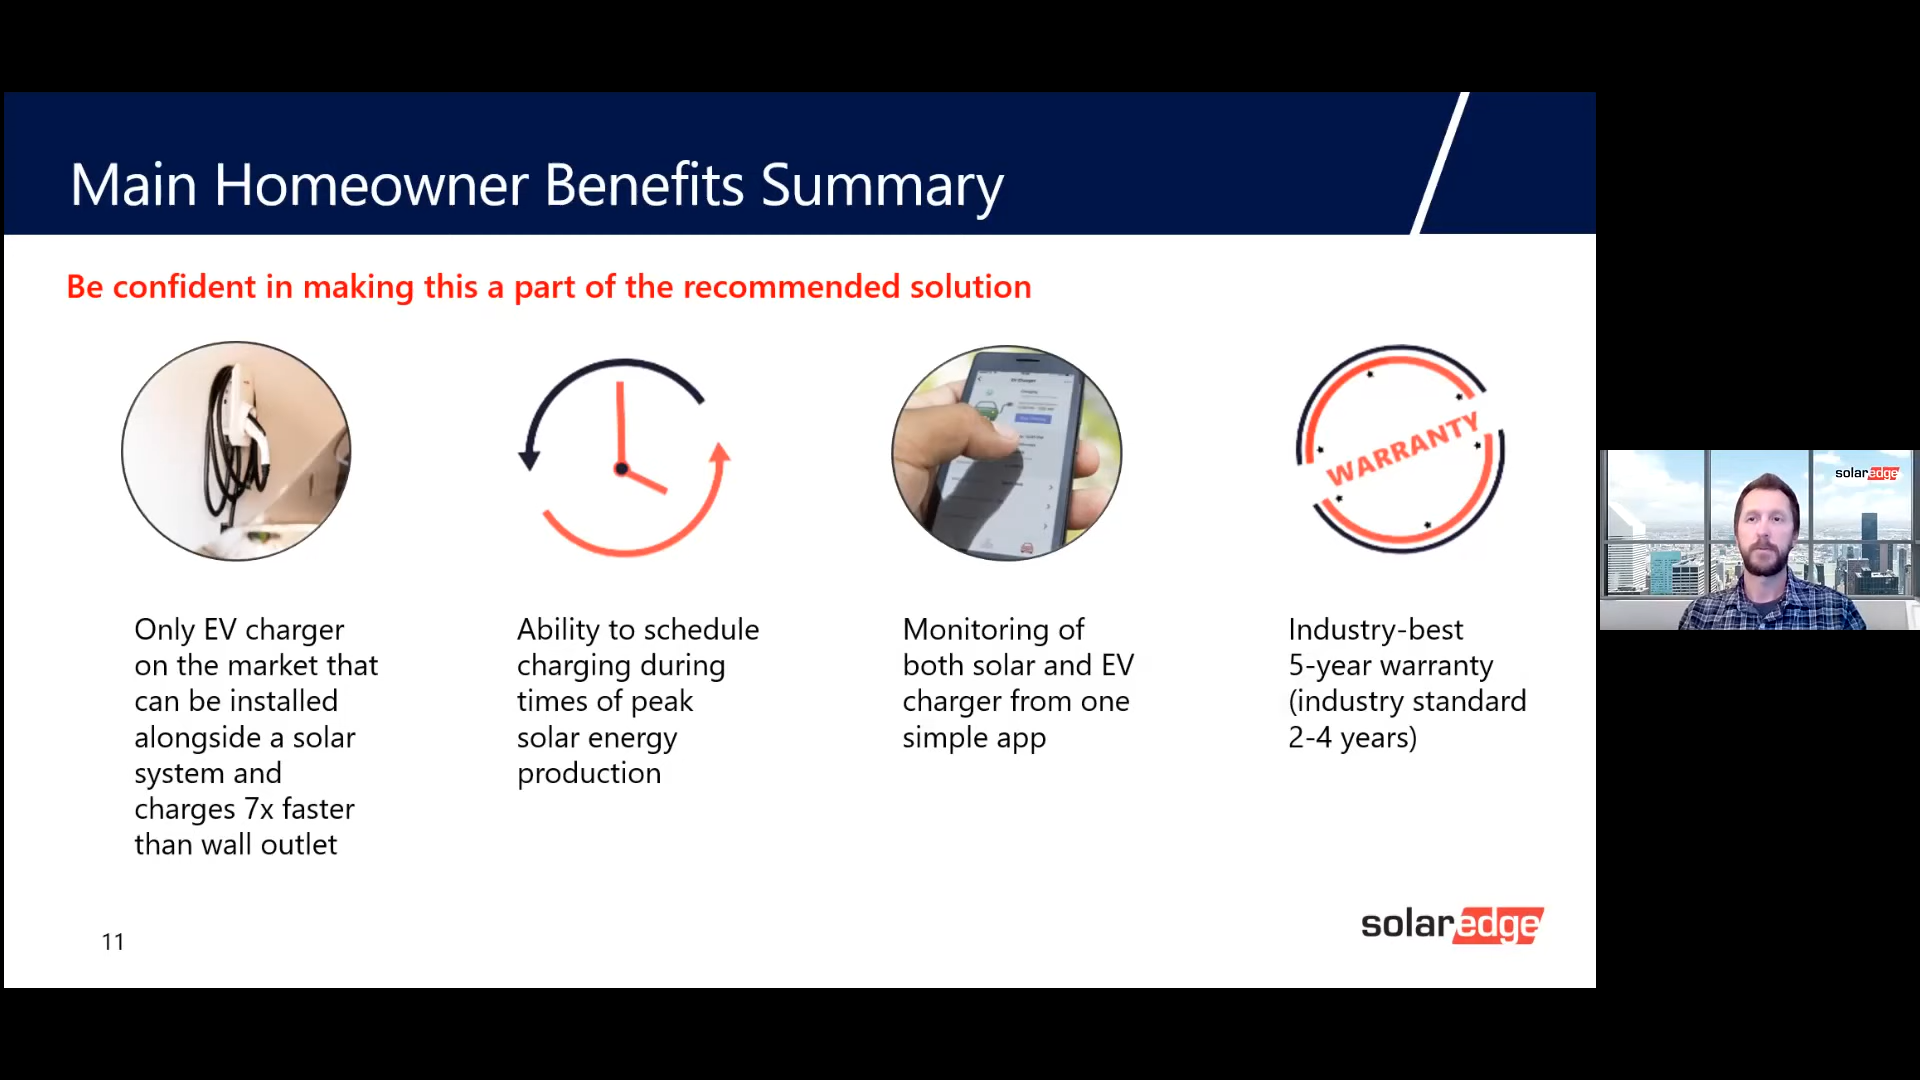 Main Homeowner Benefits Summary
Be confident in making this a part of the recommended solution
WARRANTY
Only EV charger
on the market that
can be installed
alongside a solar
system and
charges 7x faster
than wall outlet
Ability to schedule
charging during
times of peak
solar energy
production
Monitoring of
both solar and EV
charger from one
simple app
Industry-best
5-year warranty
(industry standard
2-4 years)
11
solaredge
solaredge